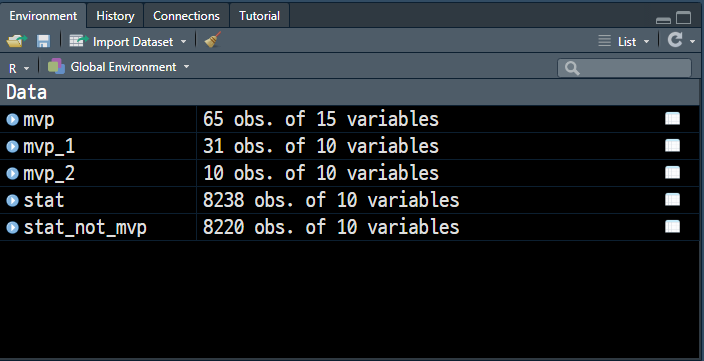 Environment History Connections Tutorial
Import Dataset List
R Global Environment
Data
mvp 65 obs. of 15 variables
mvp_1 31 obs. of 10 variables
mvp_2 10 obs. of 10 variables
stat 8238 obs. of 10 variables
stat_not_mvp 8220 obs. of 10 variables